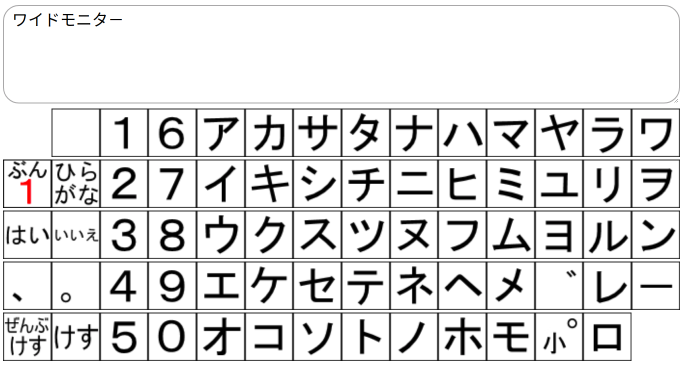 ワイドモニター
1 6 ア カ サ タ ナ ハ マ ヤ ラ ワ
ぶん 1 ひらがな 2 7 イ キ シ チ ニ ヒ ミ ユ リ ヲ
はい いいえ 3 8 ウ ク ス ツ ヌ フ ム ヨ ル ン
、 。 4 9 エ ケ セ テ ネ ヘ メ ゛ レ ー
ぜんぶけす けす 5 0 オ コ ソ ト ノ ホ モ 小゜ ロ